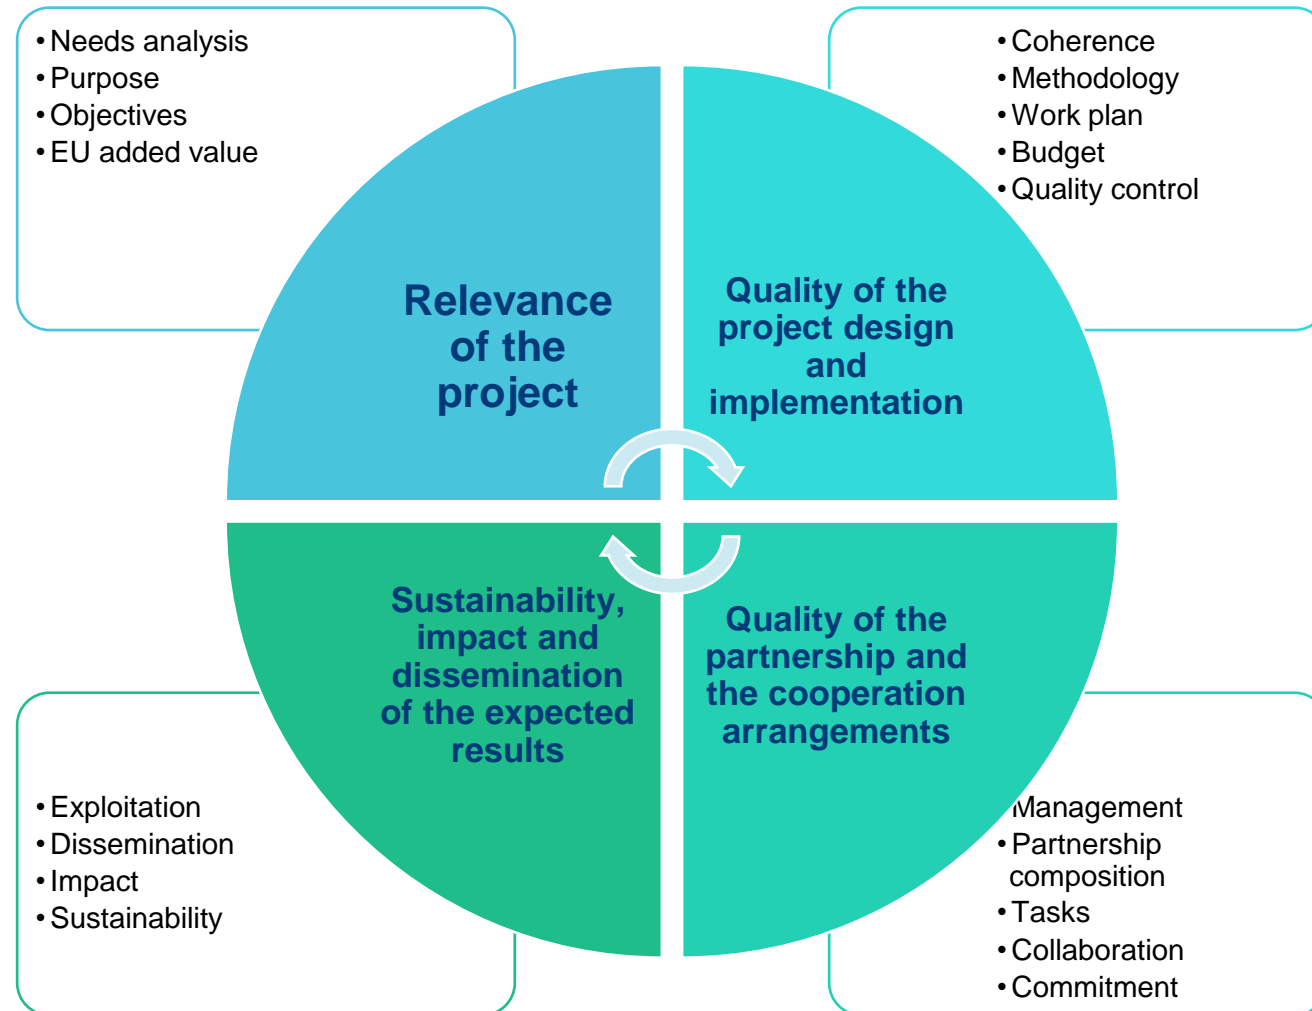 • Needs analysis
• Purpose
• Objectives
• EU added value
• Coherence
• Methodology
• Work plan
• Budget
• Quality control
Relevance
of the
project
Quality of the
project design
and
implementation
Sustainability,
impact and
dissemination
of the expected
results
Quality of the
partnership and
the cooperation
arrangements
• Exploitation
• Dissemination
• Impact
• Sustainability
Management
• Partnership
composition
• Tasks
• Collaboration
• Commitment